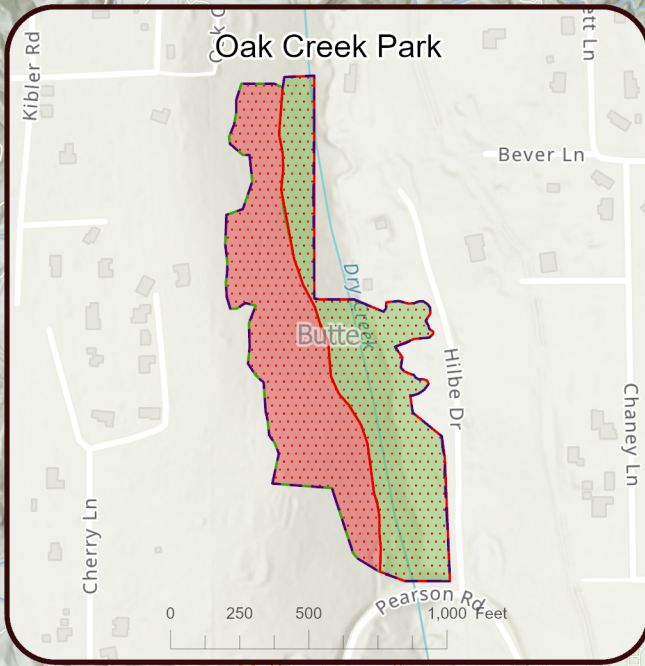 Oak Creek Park
Kibler Rd
Bever Ln
Dry Creek
Butte
Hilbe Dr
Chaney Ln
Cherry Ln
Pearson Rd
0 250 500 1,000 Feet